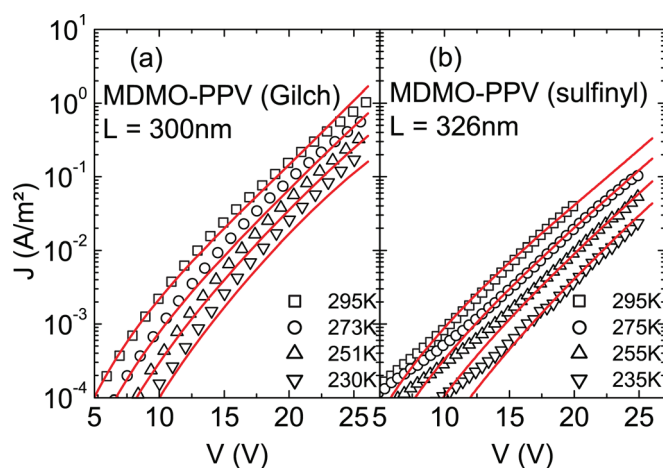 10¹
10⁰
10⁻¹
10⁻²
10⁻³
10⁻⁴
J (A/m²)
(a)
MDMO-PPV (Gilch)
L = 300nm
295K
273K
251K
230K
5 10 15 20 25
V (V)
(b)
MDMO-PPV (sulfinyl)
L = 326nm
295K
275K
255K
235K
5 10 15 20 25
V (V)